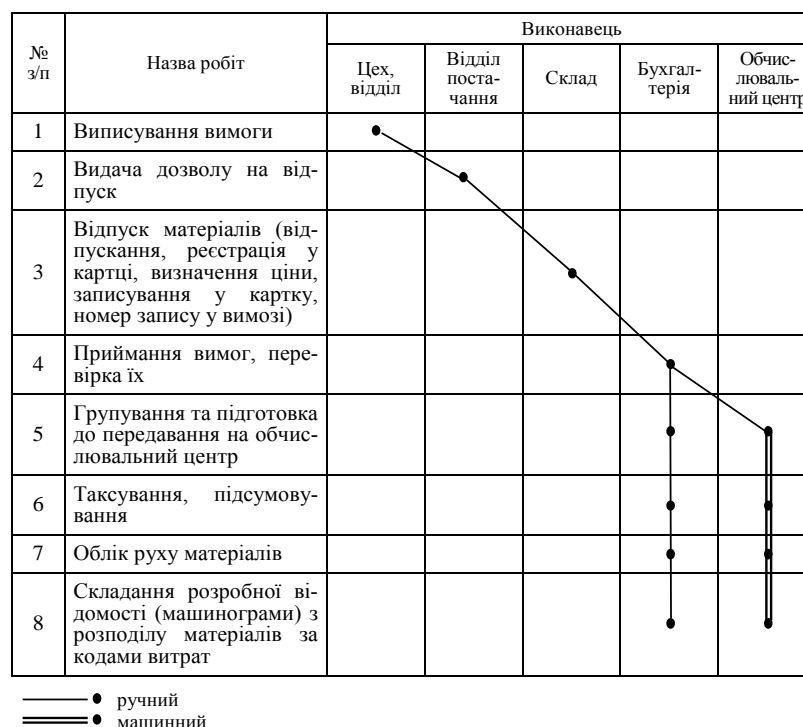 №
з/п
Назва робіт
Виконавець
Цех,
відділ
Відділ
поста-
чання
Склад
Бухгал-
терія
Обчис-
люваль-
ний центр
1
Виписування вимоги
2
Видача дозволу на від-
пуск
3
Відпуск матеріалів (від-
пускання, реєстрація у
картці, визначення ціни,
записування у картку,
номер запису у вимозі)
4
Приймання вимог, пере-
вірка їх
5
Групування та підготовка
до передавання на обчис-
лювальний центр
6
Таксування, підсумову-
вання
7
Облік руху матеріалів
8
Складання розробної ві-
домості (машинограми) з
розподілу матеріалів за
кодами витрат
ручний
машинний